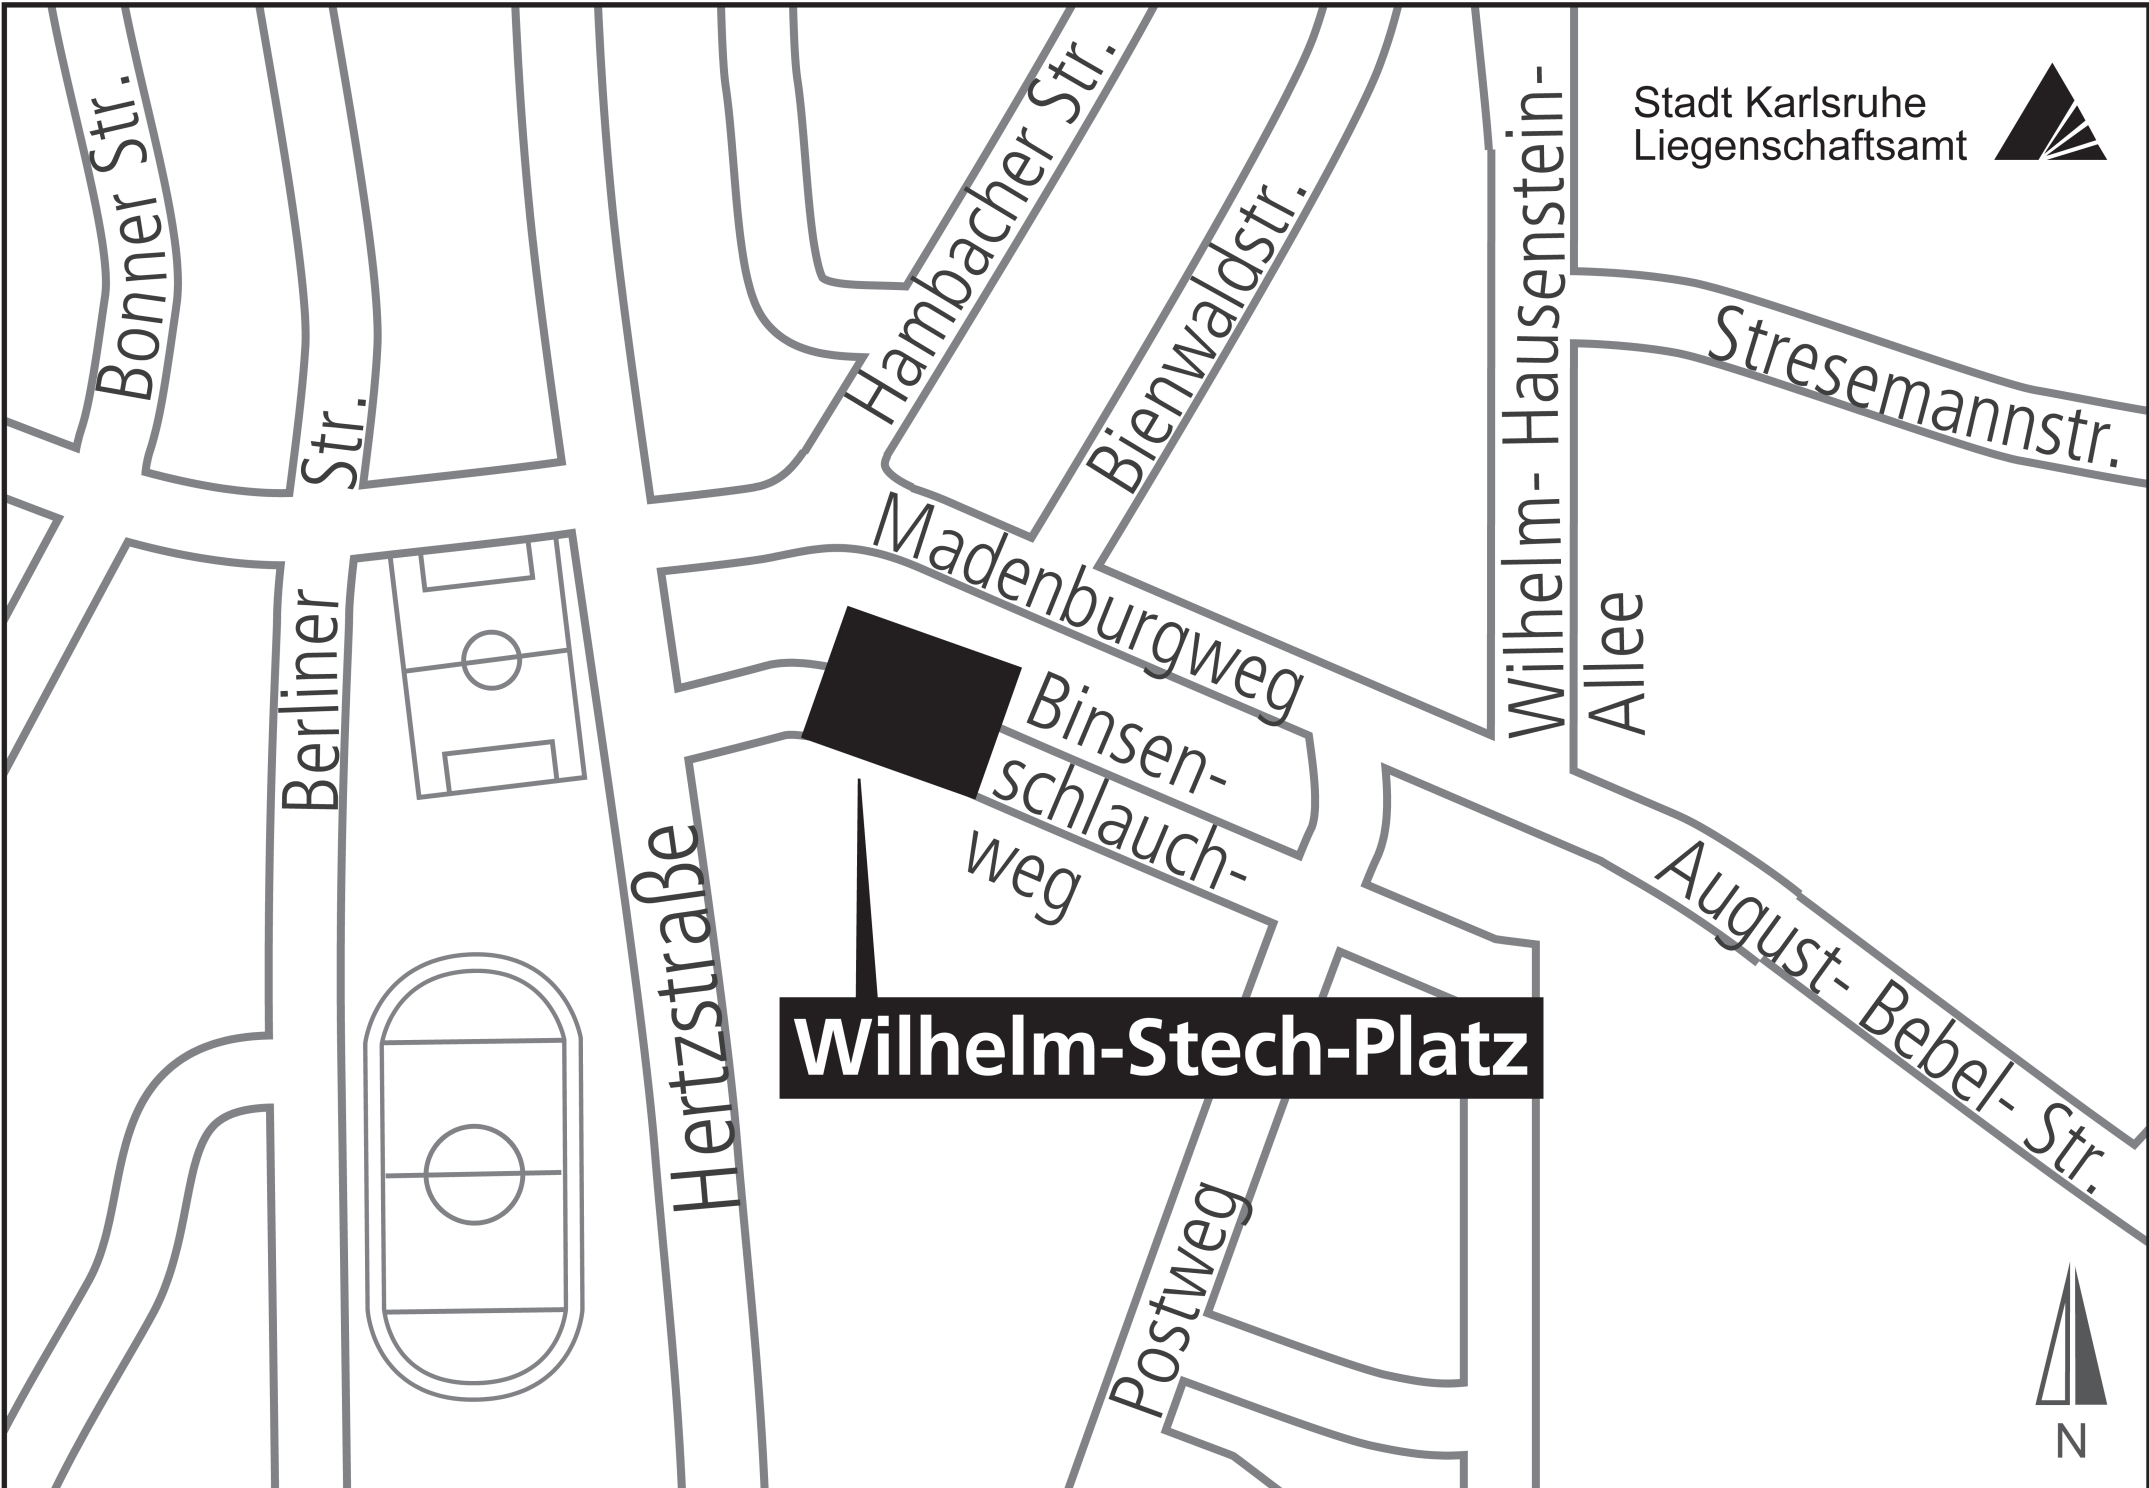 Stadt Karlsruhe
Liegenschaftsamt
Bonner Str.
Berliner
Str.
Hambacher Str.
Bienwaldstr.
Wilhelm- Hausenstein-
Allee
Stresemannstr.
Madenburgweg
Binsen-
schlauch-
weg
Hertzstraße
August- Bebel- Str.
Wilhelm-Stech-Platz
Postweg
N